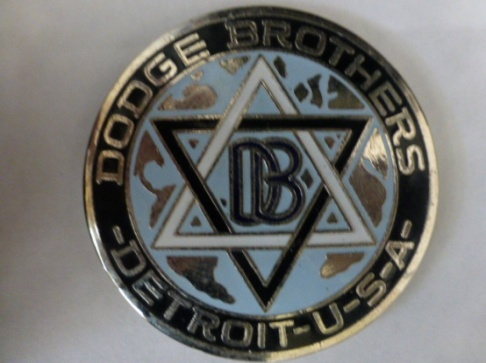 DODGE BROTHERS
DB
-DETROIT-U-S-A-